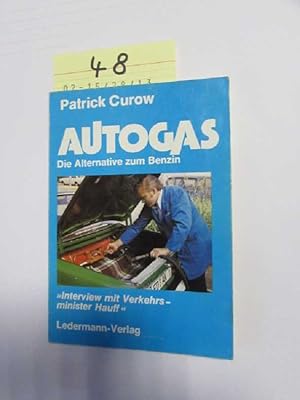 48
Patrick Curow
AUTOGAS
Die Alternative zum Benzin
»Interview mit Verkehrs-
minister Hauff«
Ledermann-Verlag